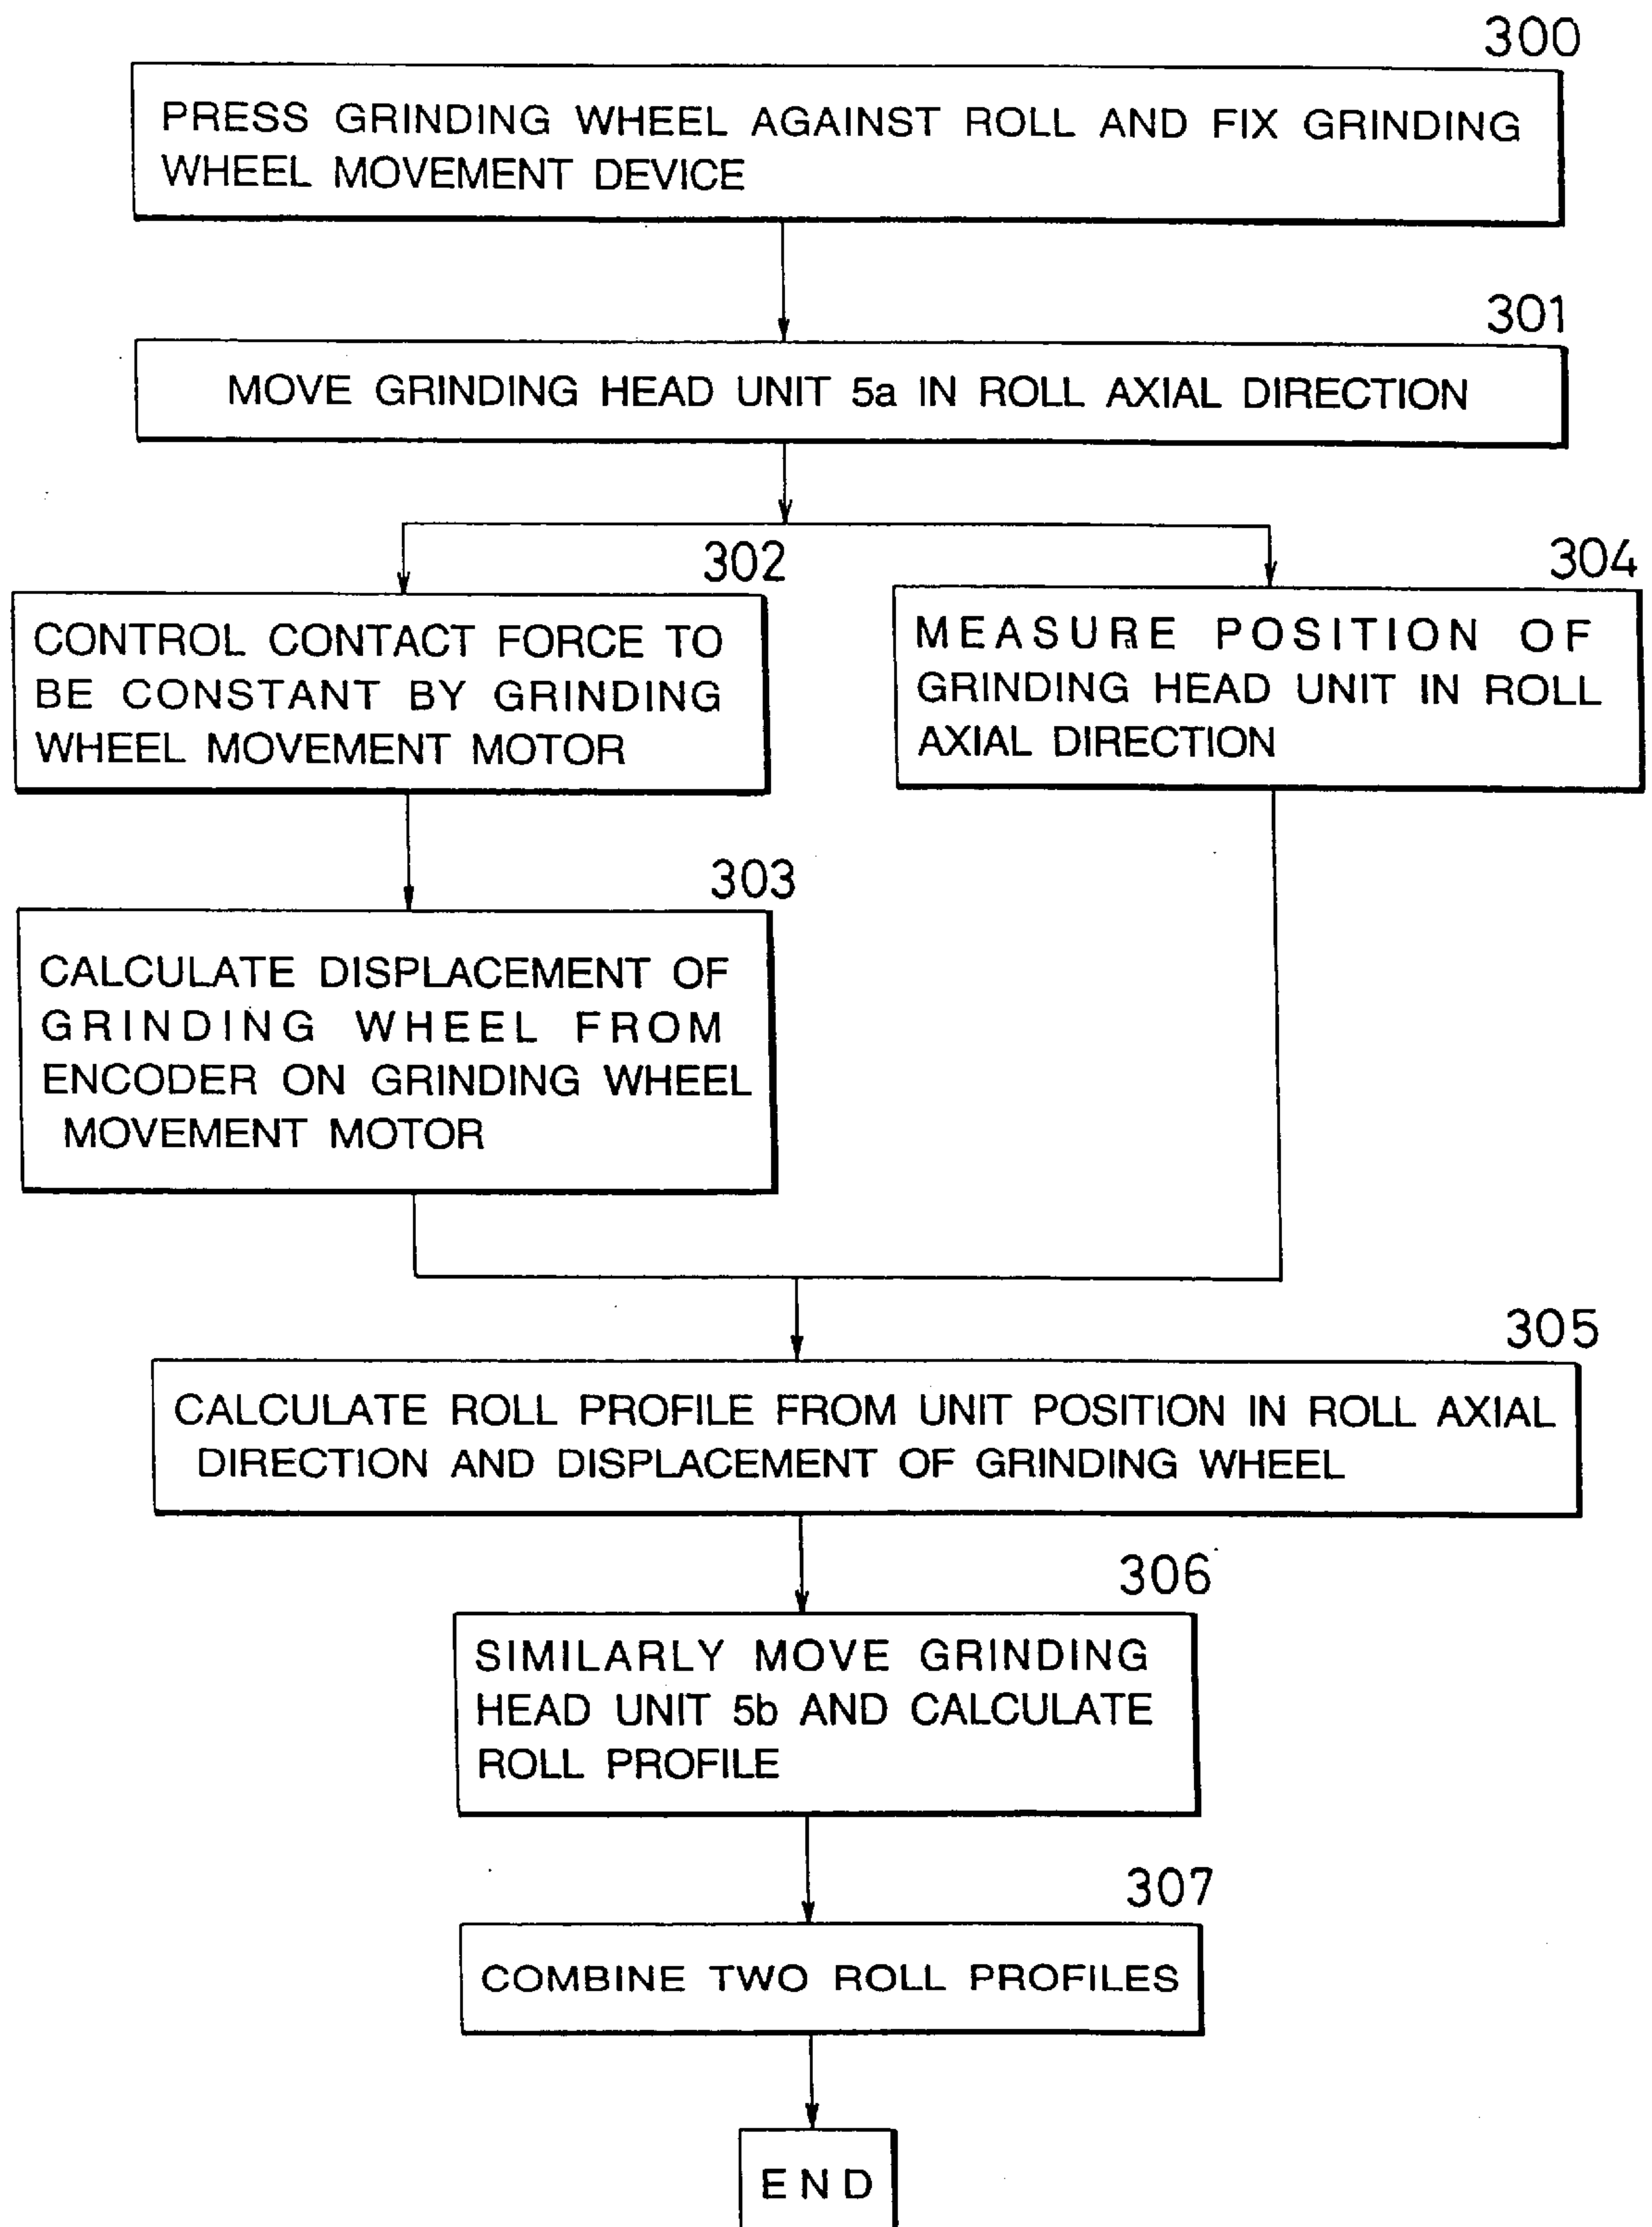 300
PRESS GRINDING WHEEL AGAINST ROLL AND FIX GRINDING
WHEEL MOVEMENT DEVICE
301
MOVE GRINDING HEAD UNIT 5a IN ROLL AXIAL DIRECTION
302
CONTROL CONTACT FORCE TO
BE CONSTANT BY GRINDING
WHEEL MOVEMENT MOTOR
304
MEASURE POSITION OF
GRINDING HEAD UNIT IN ROLL
AXIAL DIRECTION
303
CALCULATE DISPLACEMENT OF
GRINDING WHEEL FROM
ENCODER ON GRINDING WHEEL
MOVEMENT MOTOR
305
CALCULATE ROLL PROFILE FROM UNIT POSITION IN ROLL AXIAL
DIRECTION AND DISPLACEMENT OF GRINDING WHEEL
306
SIMILARLY MOVE GRINDING
HEAD UNIT 5b AND CALCULATE
ROLL PROFILE
307
COMBINE TWO ROLL PROFILES
END